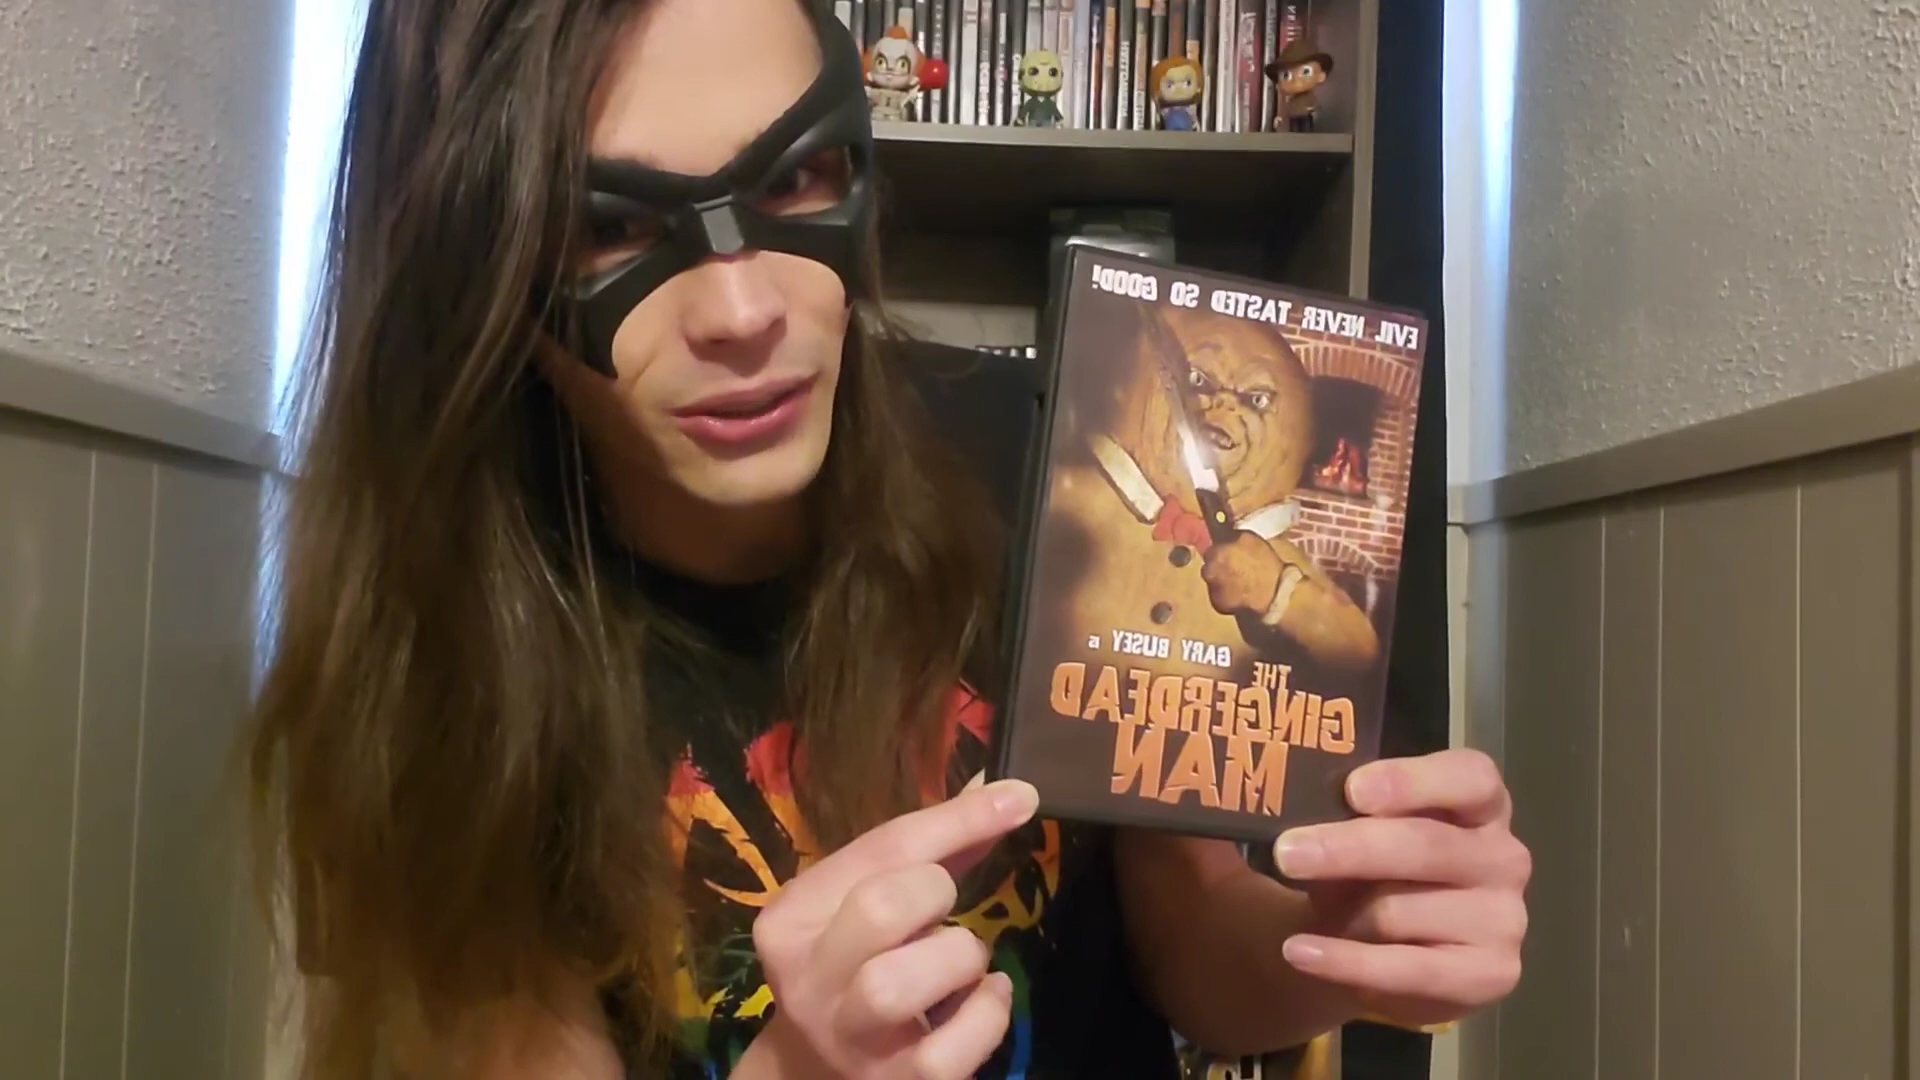 EVIL NEVER TASTED SO GOOD!
GARY BUSEY is
THE
GINGERDEAD
MAN